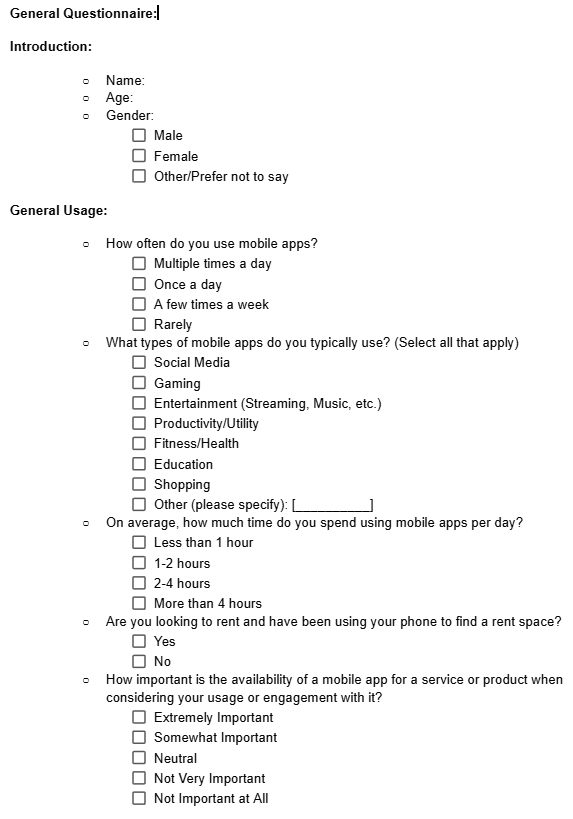 General Questionnaire:
Introduction:
Name:
Age:
Gender:
Male
Female
Other/Prefer not to say
General Usage:
How often do you use mobile apps?
Multiple times a day
Once a day
A few times a week
Rarely
What types of mobile apps do you typically use? (Select all that apply)
Social Media
Gaming
Entertainment (Streaming, Music, etc.)
Productivity/Utility
Fitness/Health
Education
Shopping
Other (please specify): [__________]
On average, how much time do you spend using mobile apps per day?
Less than 1 hour
1-2 hours
2-4 hours
More than 4 hours
Are you looking to rent and have been using your phone to find a rent space?
Yes
No
How important is the availability of a mobile app for a service or product when
considering your usage or engagement with it?
Extremely Important
Somewhat Important
Neutral
Not Very Important
Not Important at All